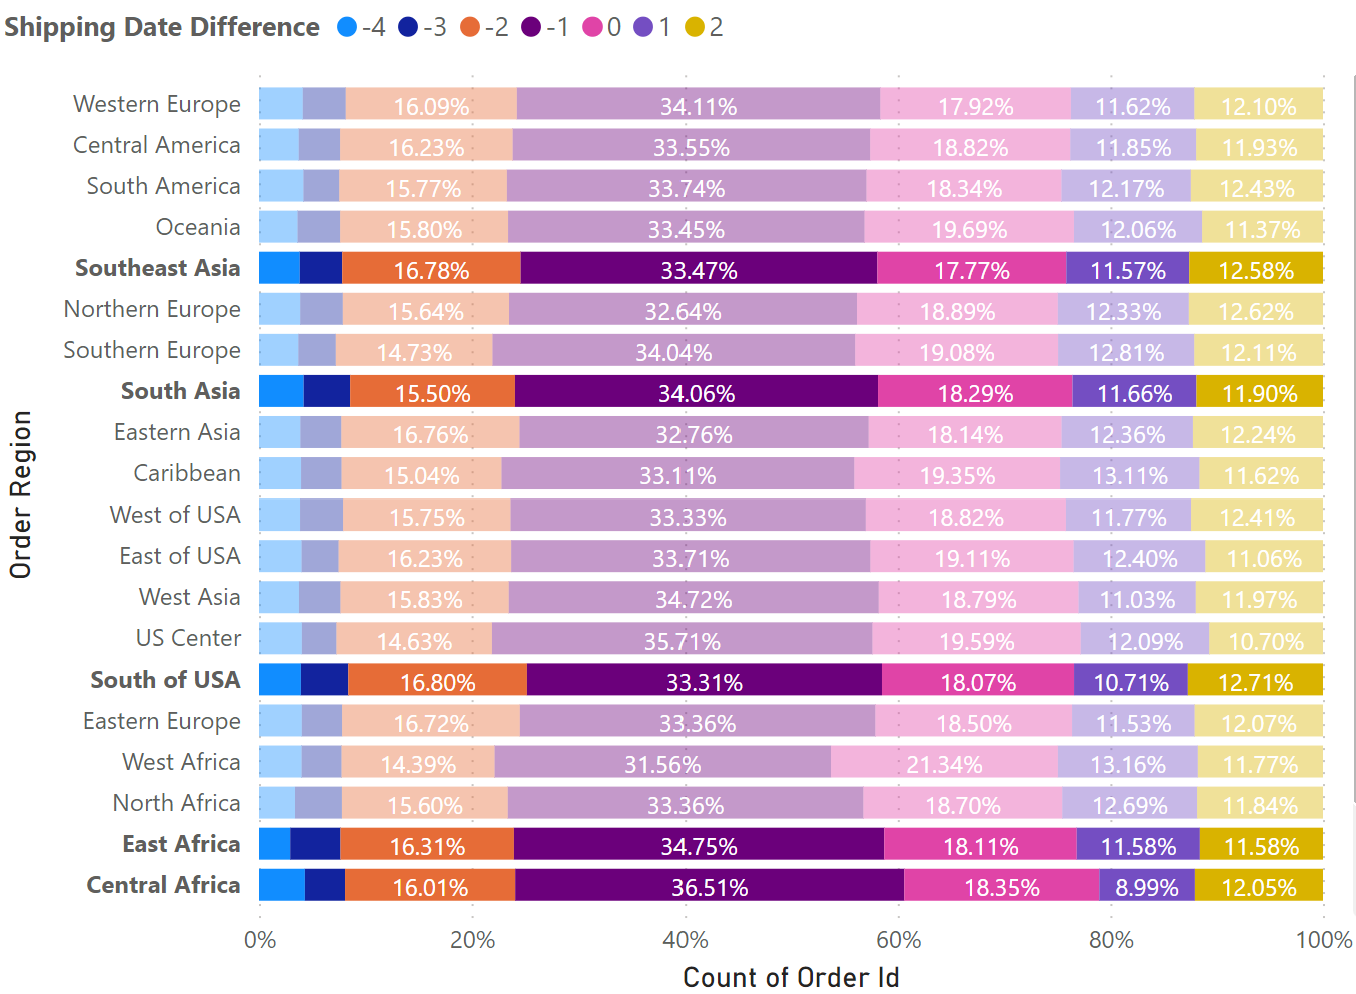 Shipping Date Difference -4 -3 -2 -1 0 1 2
Western Europe 16.09% 34.11% 17.92% 11.62% 12.10%
Central America 16.23% 33.55% 18.82% 11.85% 11.93%
South America 15.77% 33.74% 18.34% 12.17% 12.43%
Oceania 15.80% 33.45% 19.69% 12.06% 11.37%
Southeast Asia 16.78% 33.47% 17.77% 11.57% 12.58%
Northern Europe 15.64% 32.64% 18.89% 12.33% 12.62%
Southern Europe 14.73% 34.04% 19.08% 12.81% 12.11%
South Asia 15.50% 34.06% 18.29% 11.66% 11.90%
Eastern Asia 16.76% 32.76% 18.14% 12.36% 12.24%
Caribbean 15.04% 33.11% 19.35% 13.11% 11.62%
West of USA 15.75% 33.33% 18.82% 11.77% 12.41%
East of USA 16.23% 33.71% 19.11% 12.40% 11.06%
West Asia 15.83% 34.72% 18.79% 11.03% 11.97%
US Center 14.63% 35.71% 19.59% 12.09% 10.70%
South of USA 16.80% 33.31% 18.07% 10.71% 12.71%
Eastern Europe 16.72% 33.36% 18.50% 11.53% 12.07%
West Africa 14.39% 31.56% 21.34% 13.16% 11.77%
North Africa 15.60% 33.36% 18.70% 12.69% 11.84%
East Africa 16.31% 34.75% 18.11% 11.58% 11.58%
Central Africa 16.01% 36.51% 18.35% 8.99% 12.05%
Order Region
0% 20% 40% 60% 80% 100%
Count of Order Id